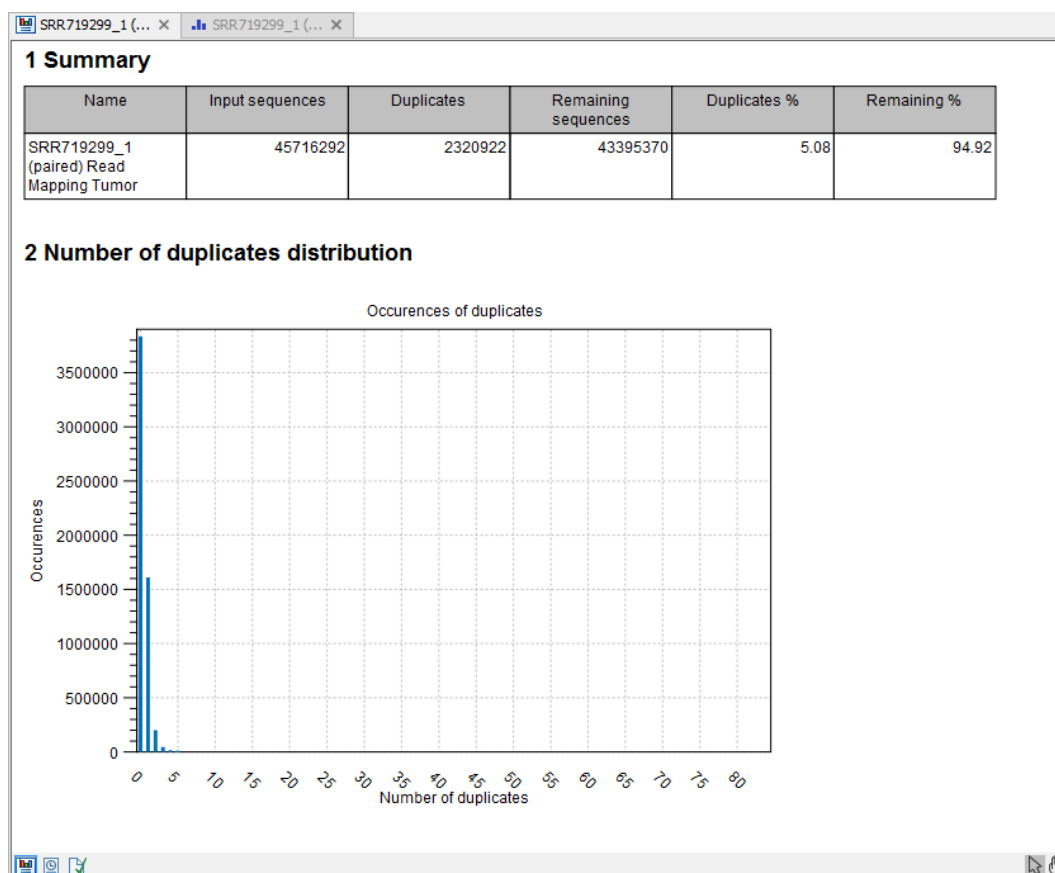 SRR719299_1 (... SRR719299_1 (...
1 Summary
Name Input sequences Duplicates Remaining sequences Duplicates % Remaining %
SRR719299_1 (paired) Read Mapping Tumor 45716292 2320922 43395370 5.08 94.92
2 Number of duplicates distribution
Occurences of duplicates
3500000
3000000
2500000
2000000
1500000
1000000
500000
0
Occurences
0 5 10 15 20 25 30 35 40 45 50 55 60 65 70 75 80
Number of duplicates